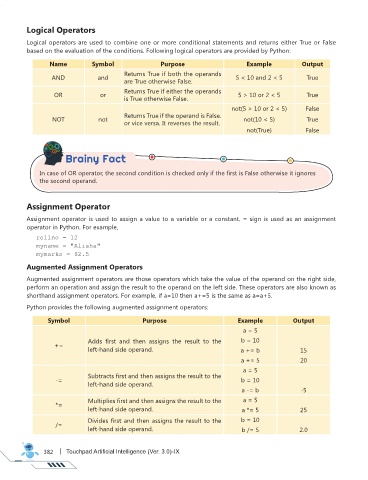 Logical Operators
Logical operators are used to combine one or more conditional statements and returns either True or False
based on the evaluation of the conditions. Following logical operators are provided by Python.
Name Symbol Purpose Example Output
AND and Returns True if both the operands
are True otherwise False. 5 < 10 and 2 < 5 True
OR or Returns True if either the operands
is True otherwise False. 5 > 10 or 2 < 5 True
NOT not Returns True if the operand is False.
or vice versa. It reverses the result.
not(5 > 10 or 2 < 5) False
not(10 < 5) True
not(True) False
Brainy Fact
In case of OR operator, the second condition is checked only if the first is False otherwise it ignores
the second operand.
Assignment Operator
Assignment operator is used to assign a value to a variable or a constant. = sign is used as an assignment
operator in Python. For example,
rollno = 12
myname = "Alisha"
mymarks = 92.5
Augmented Assignment Operators
Augmented assignment operators are those operators which take the value of the operand on the right side,
perform an operation and assign the result to the operand on the left side. These operators are also known as
shorthand assignment operators. For example, if a=10 then a+=5 is the same as a=a+5.
Python provides the following augmented assignment operators:
Symbol Purpose Example Output
+= Adds first and then assigns the result to the
left-hand side operand.
a = 5
b = 10
a += b 15
a += 5 20
-= Subtracts first and then assigns the result to the
left-hand side operand.
a = 5
b = 10
a -= b -5
*= Multiplies first and then assigns the result to the
left-hand side operand.
a = 5
a *= 5 25
/= Divides first and then assigns the result to the
left-hand side operand.
b = 10
b /= 5 2.0
382 | Touchpad Artificial Intelligence (Ver. 3.0)-IX